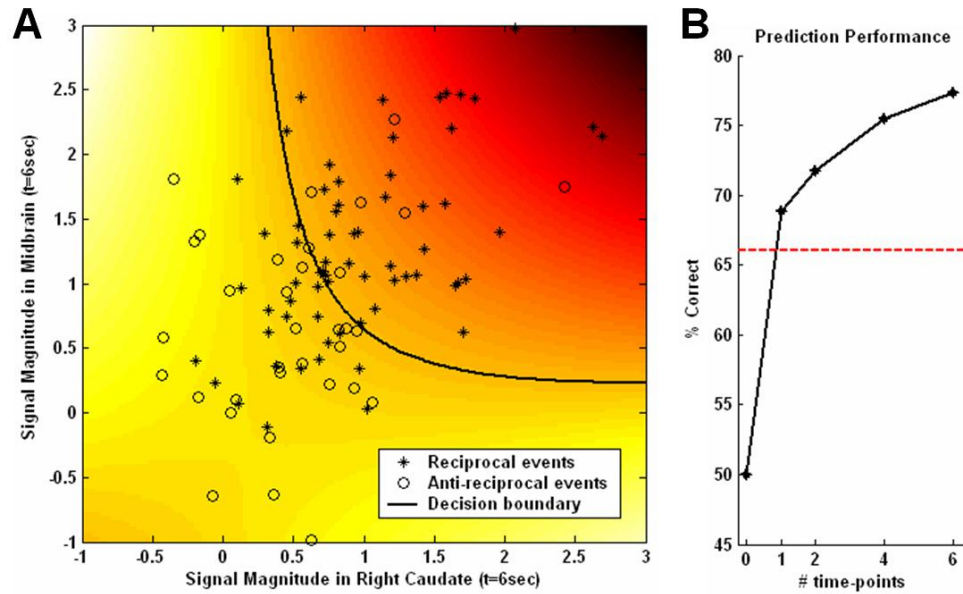 A
Signal Magnitude in Midbrain (t=6sec)
3
2.5
2
1.5
1
0.5
0
-0.5
-1
Reciprocal events
Anti-reciprocal events
Decision boundary
-1 -0.5 0 0.5 1 1.5 2 2.5 3
Signal Magnitude in Right Caudate (t=6sec)
B
Prediction Performance
% Correct
80
75
70
65
60
55
50
45
0 1 2 4 6
# time-points